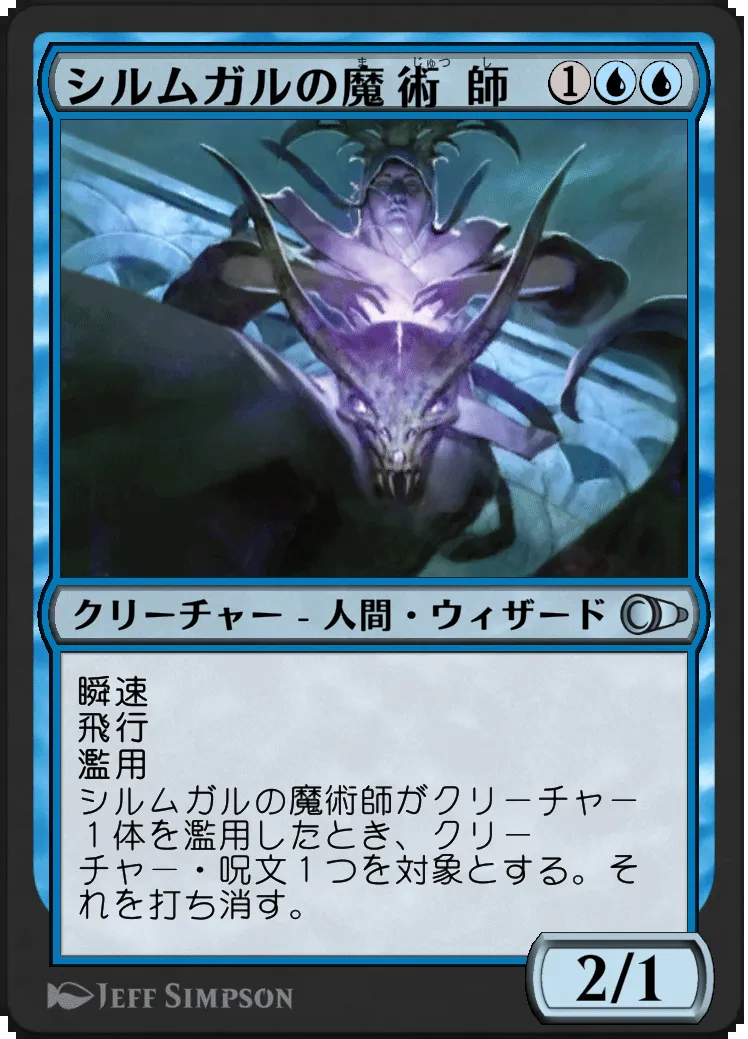 シルムガルの魔術師 1
ま じゅつ し
クリーチャー - 人間・ウィザード
瞬速
飛行
濫用
シルムガルの魔術師がクリーチャー
1体を濫用したとき、クリー
チャー・呪文1つを対象とする。そ
れを打ち消す。
2/1
JEFF SIMPSON